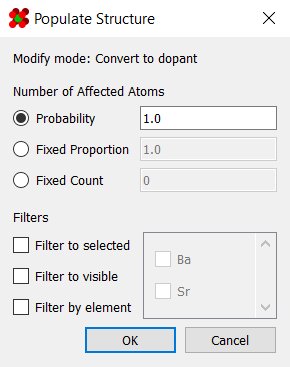 Populate Structure
Modify mode: Convert to dopant
Number of Affected Atoms
Probability 1.0
Fixed Proportion 1.0
Fixed Count 0
Filters
Filter to selected
Filter to visible
Filter by element
Ba
Sr
OK Cancel